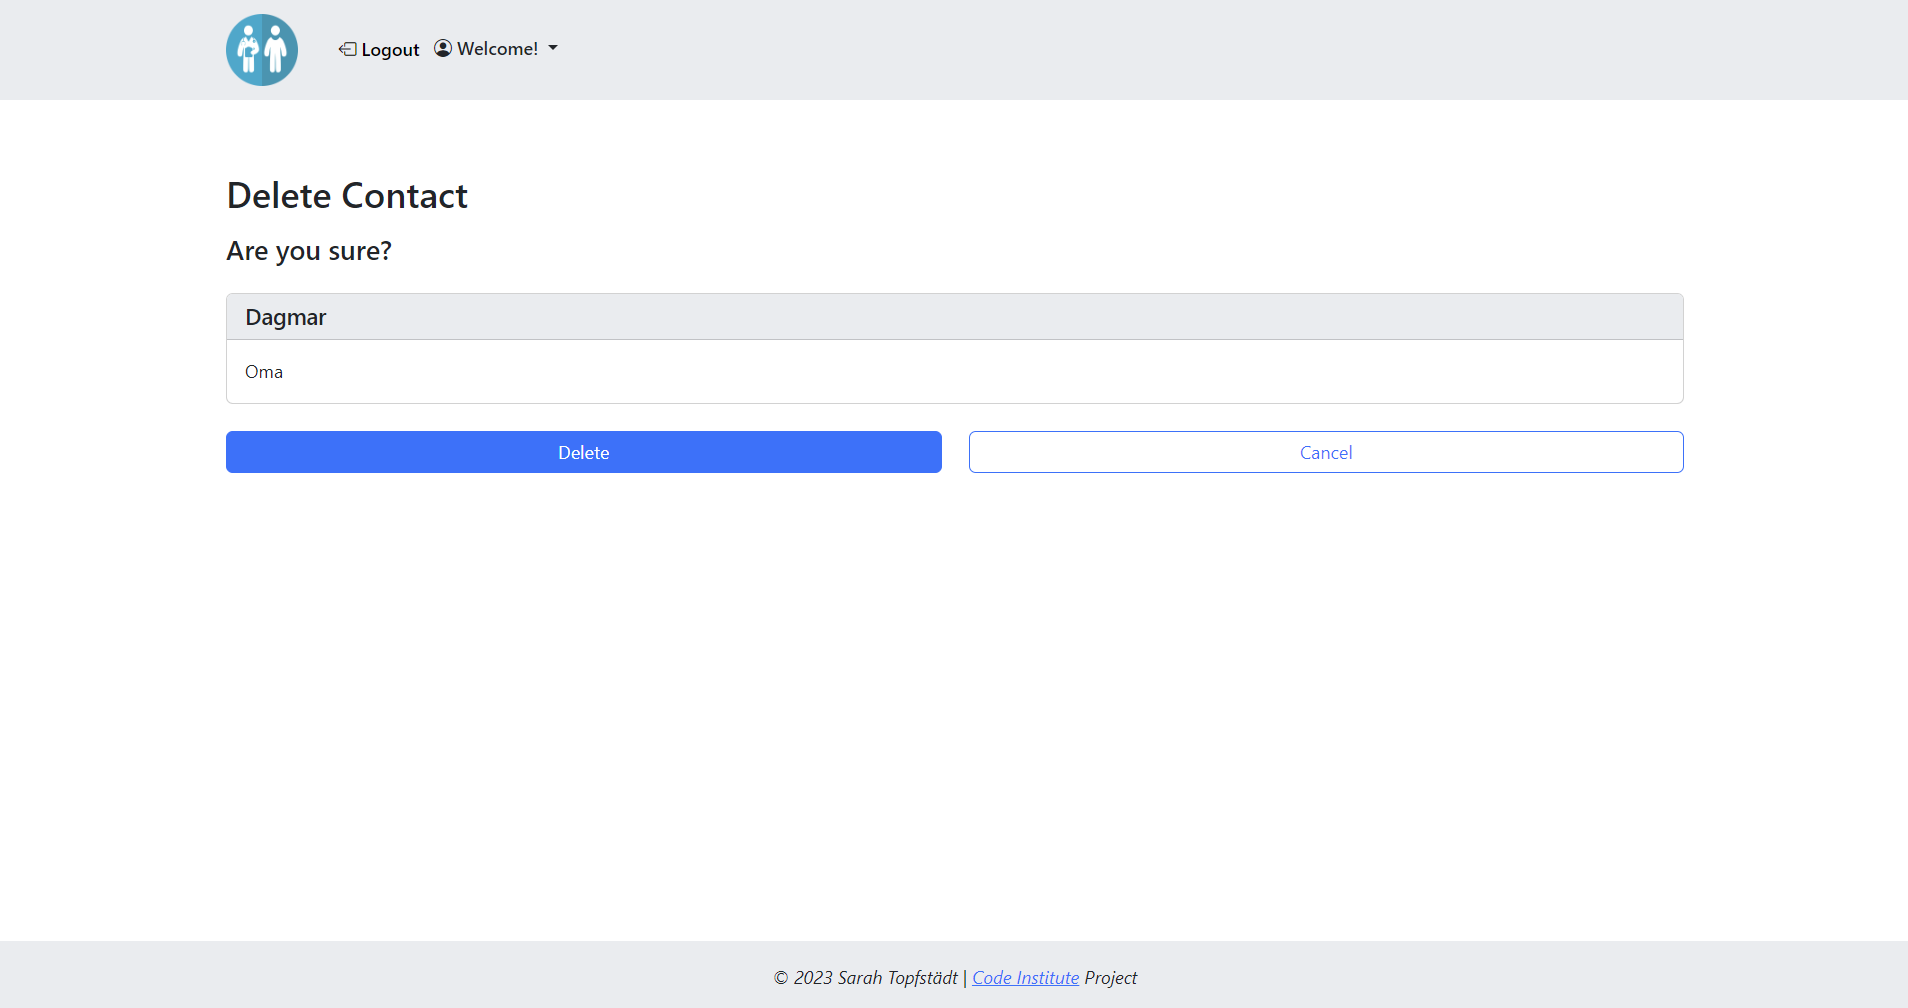 Logout Welcome!
Delete Contact
Are you sure?
Dagmar
Oma
Delete Cancel
© 2023 Sarah Topfstädt | Code Institute Project